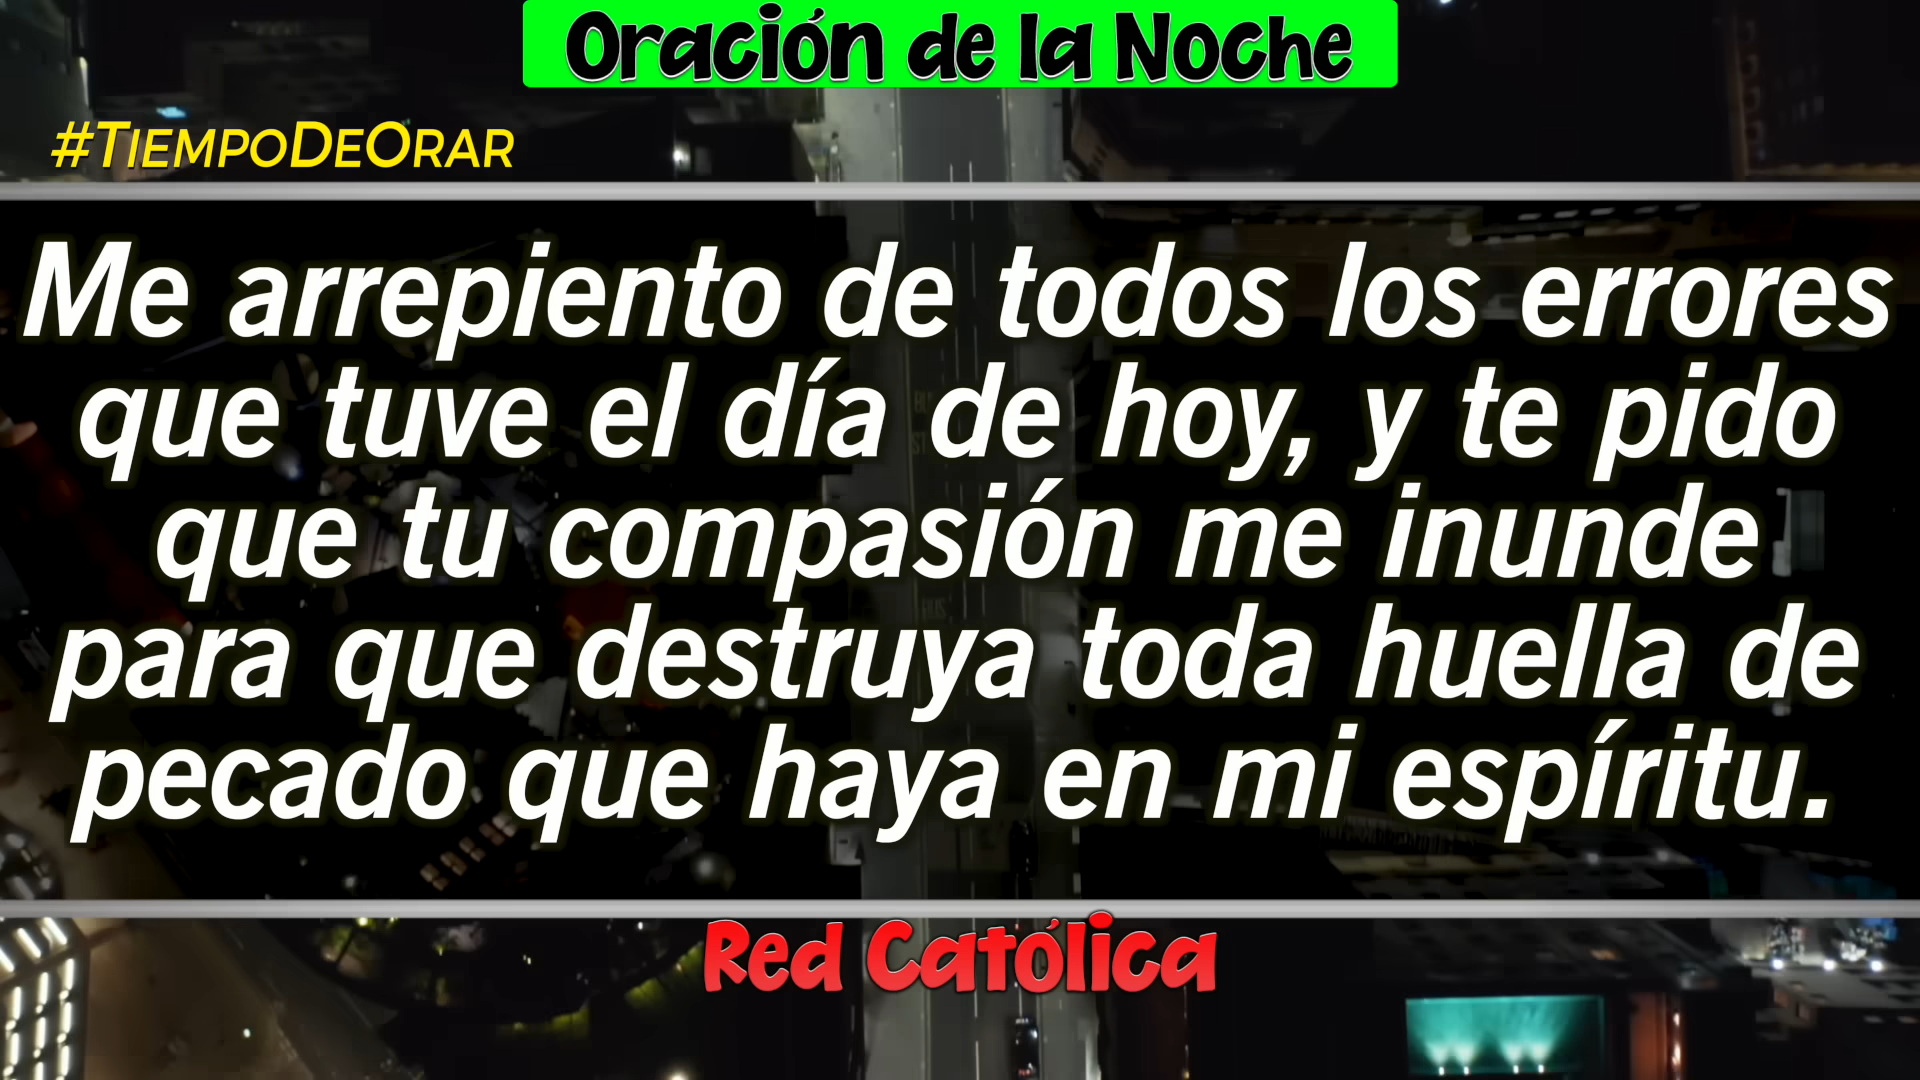 Oración de la Noche
#TiempoDeOrar
Me arrepiento de todos los errores
que tuve el día de hoy, y te pido
que tu compasión me inunde
para que destruya toda huella de
pecado que haya en mi espíritu.
Red Católica